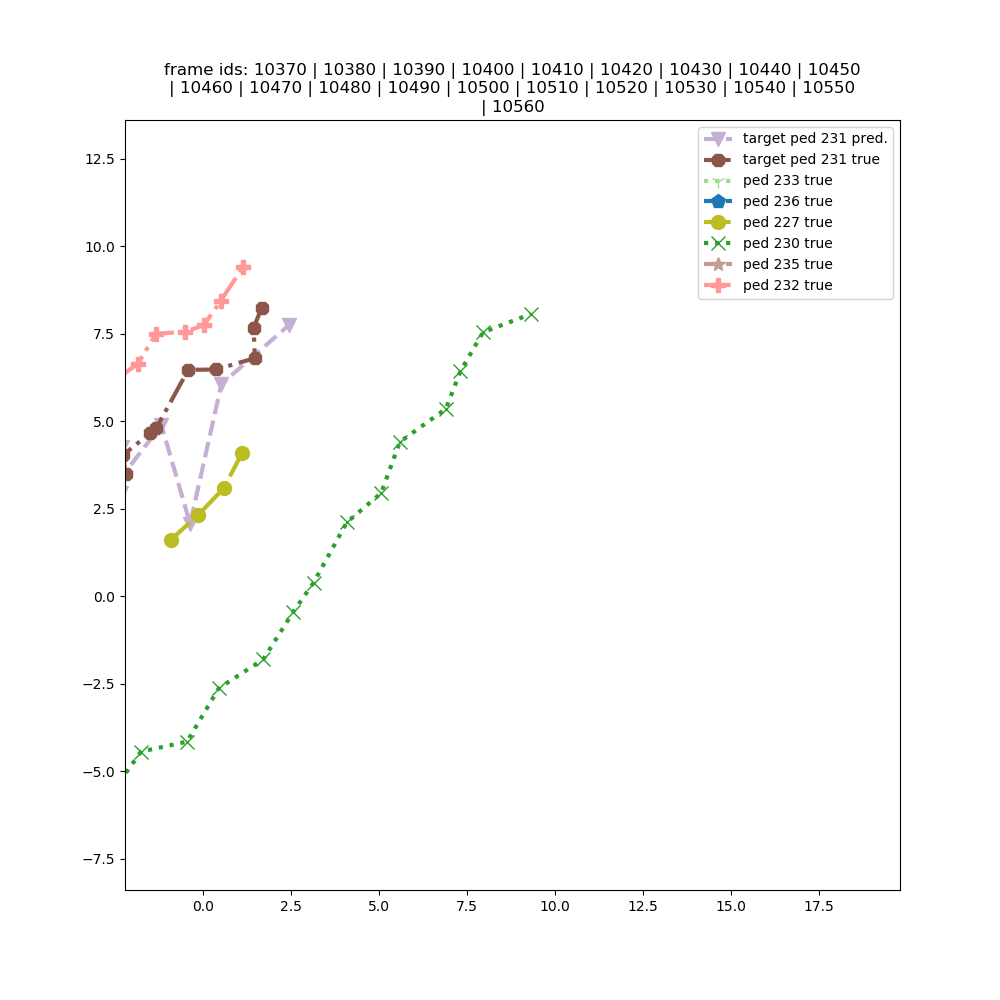 frame ids: 10370 | 10380 | 10390 | 10400 | 10410 | 10420 | 10430 | 10440 | 10450
| 10460 | 10470 | 10480 | 10490 | 10500 | 10510 | 10520 | 10530 | 10540 | 10550
| 10560
target ped 231 pred.
target ped 231 true
ped 233 true
ped 236 true
ped 227 true
ped 230 true
ped 235 true
ped 232 true
12.5
10.0
7.5
5.0
2.5
0.0
−2.5
−5.0
−7.5
0.0 2.5 5.0 7.5 10.0 12.5 15.0 17.5